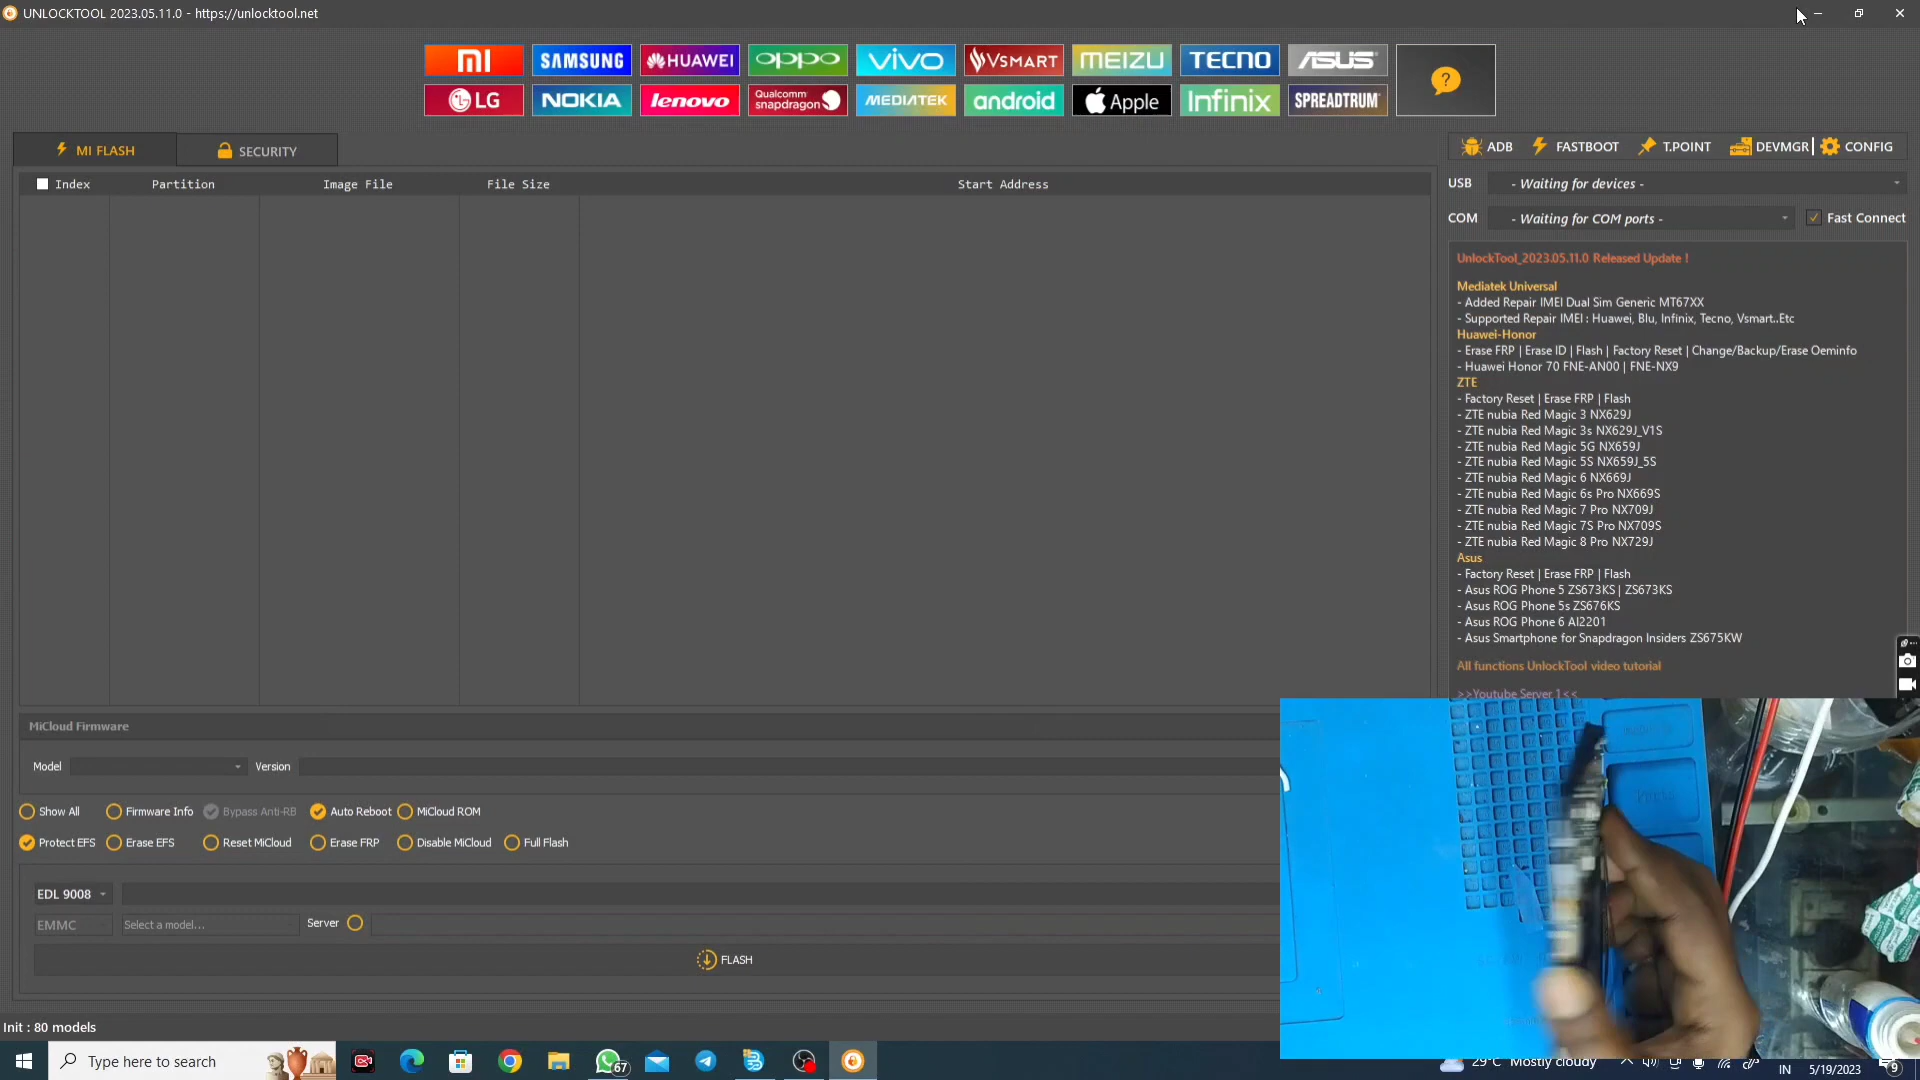 UNLOCKTOOL 2023.05.11.0 - https://unlocktool.net
MI SAMSUNG HUAWEI oppo vivo VSMART MEIZU TECNO ASUS ?
LG NOKIA lenovo Qualcomm snapdragon MEDIATEK android Apple Infinix SPREADTRUM
MI FLASH SECURITY
ADB FASTBOOT T.POINT DEVMGR CONFIG
Index Partition Image File File Size Start Address
USB - Waiting for devices -
COM - Waiting for COM ports - Fast Connect
UnlockTool_2023.05.11.0 Released Update !
Mediatek Universal
- Added Repair IMEI Dual Sim Generic MT67XX
- Supported Repair IMEI : Huawei, Blu, Infinix, Tecno, Vsmart..Etc
Huawei-Honor
- Erase FRP | Erase ID | Flash | Factory Reset | Change/Backup/Erase Oeminfo
- Huawei Honor 70 FNE-AN00 | FNE-NX9
ZTE
- Factory Reset | Erase FRP | Flash
- ZTE nubia Red Magic 3 NX629J
- ZTE nubia Red Magic 3s NX629J_V1S
- ZTE nubia Red Magic 5G NX659J
- ZTE nubia Red Magic 5S NX659J_5S
- ZTE nubia Red Magic 6 NX669J
- ZTE nubia Red Magic 6s Pro NX669S
- ZTE nubia Red Magic 7 Pro NX709J
- ZTE nubia Red Magic 7S Pro NX709S
- ZTE nubia Red Magic 8 Pro NX729J
Asus
- Factory Reset | Erase FRP | Flash
- Asus ROG Phone 5 ZS673KS | ZS673KS
- Asus ROG Phone 5s ZS676KS
- Asus ROG Phone 6 AI2201
- Asus Smartphone for Snapdragon Insiders ZS675KW
All functions UnlockTool video tutorial
>>Youtube Server 1<<
MiCloud Firmware
Model Version
Show All Firmware Info Bypass Anti-RB Auto Reboot MiCloud ROM
Protect EFS Erase EFS Reset MiCloud Erase FRP Disable MiCloud Full Flash
EDL 9008
EMMC Select a model... Server
FLASH
Init : 80 models
Type here to search
67
29°C Mostly cloudy
IN 5/19/2023 9